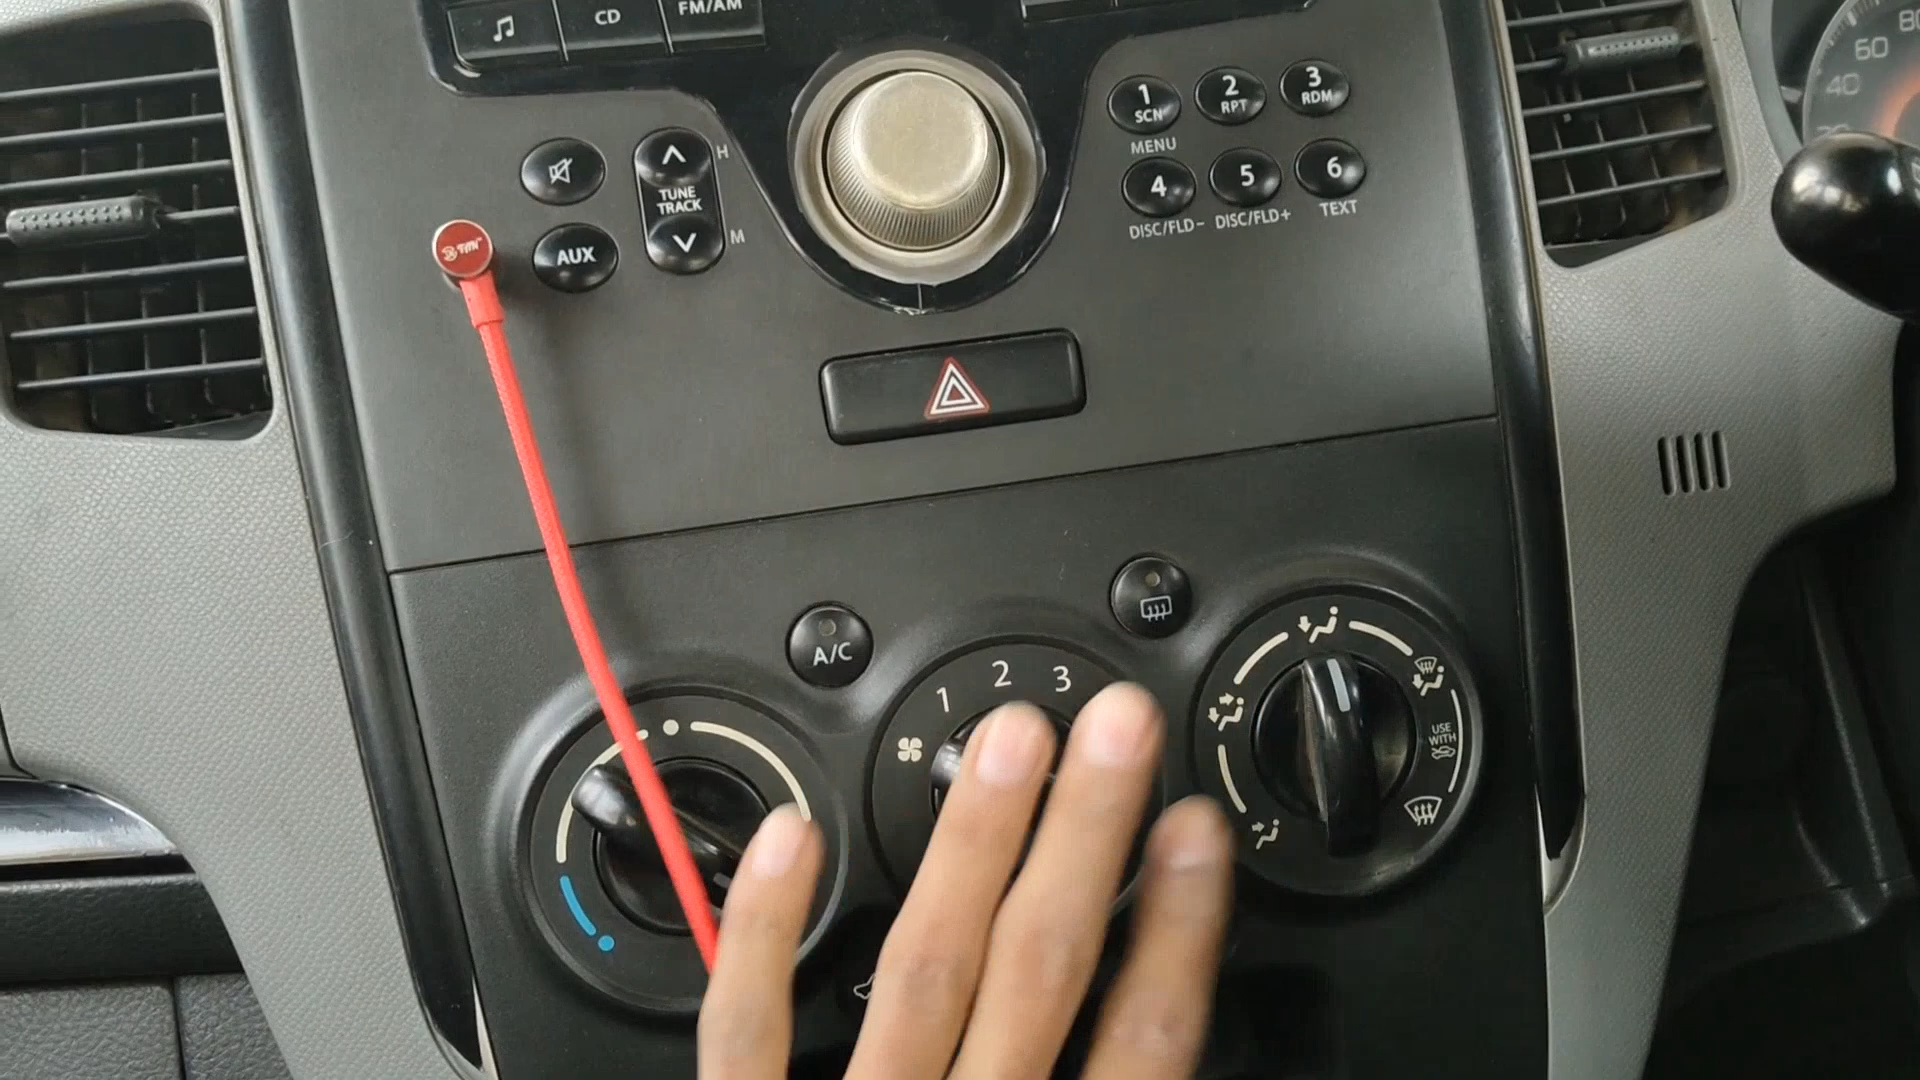 CD
FM/AM
1
SCN
2
RPT
3
RDM
MENU
4
5
6
DISC/FLD-
DISC/FLD+
TEXT
H
TUNE
TRACK
M
AUX
A/C
1
2
3
USE
WITH
60
40